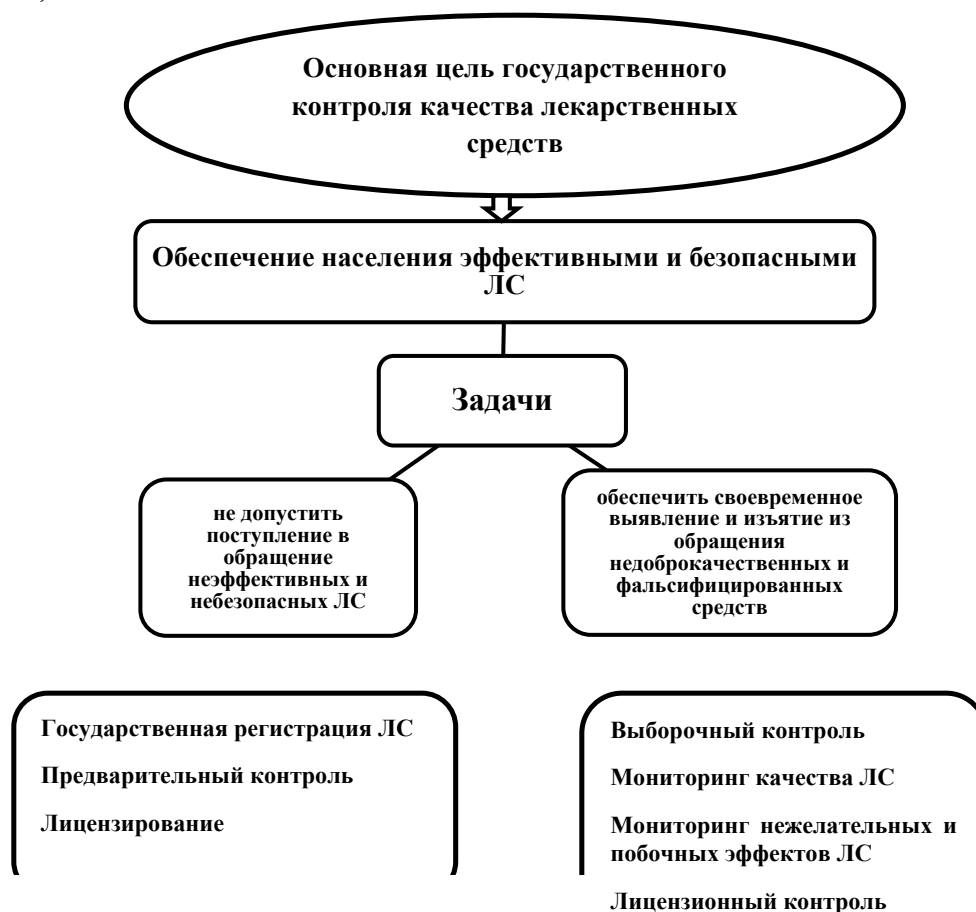 Основная цель государственного
контроля качества лекарственных
средств
Обеспечение населения эффективными и безопасными
ЛС
Задачи
не допустить
поступление в
обращение
неэффективных и
небезопасных ЛС
обеспечить своевременное
выявление и изъятие из
обращения
недоброкачественных и
фальсифицированных
средств
Государственная регистрация ЛС
Предварительный контроль
Лицензирование
Выборочный контроль
Мониторинг качества ЛС
Мониторинг нежелательных и
побочных эффектов ЛС
Лицензионный контроль